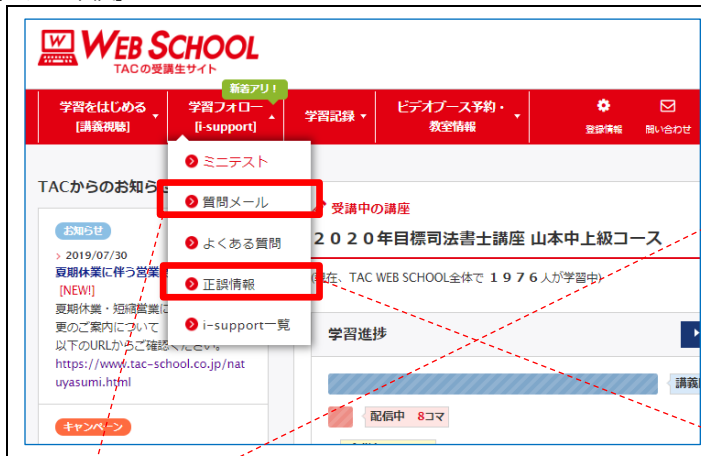 WEB SCHOOL
TACの受講生サイト
新着アリ!
学習をはじめる
[講義視聴]
学習フォロー
[i-support]
学習記録
ビデオブース予約・
教室情報
登録情報
問い合わせ
ミニテスト
質問メール
よくある質問
正誤情報
i-support一覧
TACからのお知ら
お知らせ
> 2019/07/30
夏期休業に伴う営業
[NEW!]
夏期休業・短縮営業
更のご案内について
以下のURLからご確認ください。
https://www.tac-school.co.jp/nat
uyasumi.html
キャンペーン
受講中の講座
2020年目標司法書士講座 山本中上級コース
在、TAC WEB SCHOOL全体で 1976 人が学習中)
学習進捗
講義
配信中 8コマ